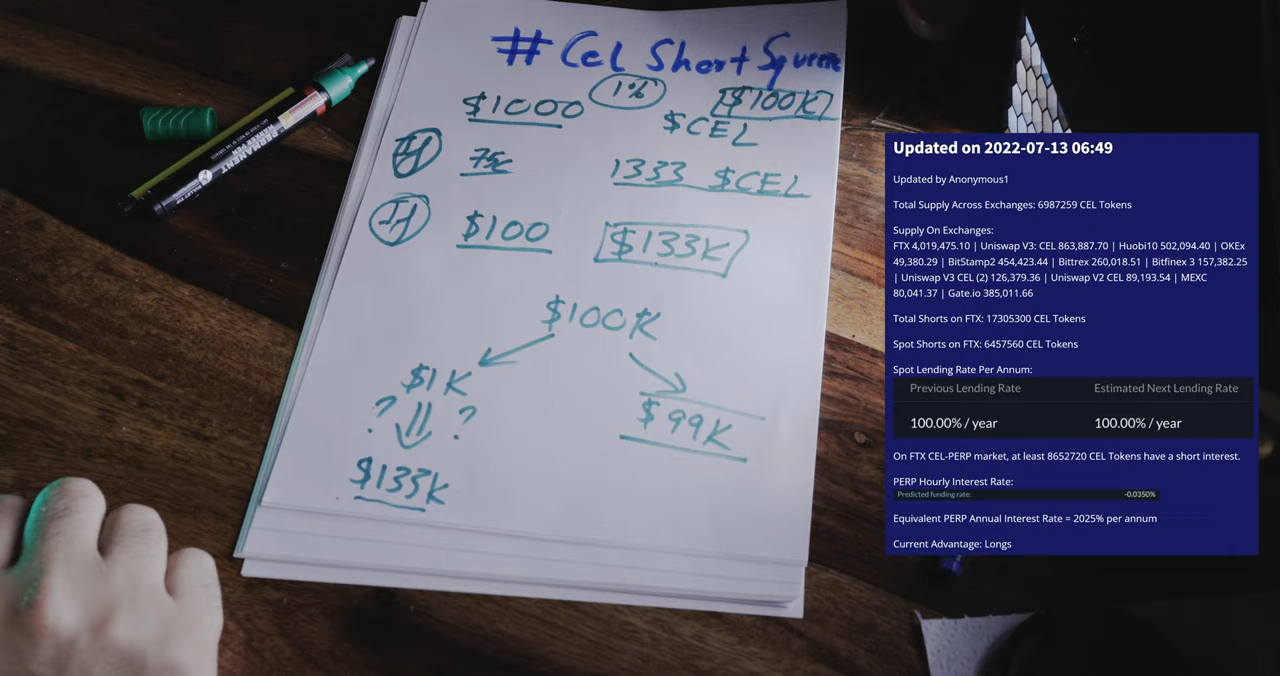 # Cel Short Squeeze
$1000 1% $100K
$CEL
75c 1333 $CEL
$100 $133K
$100K
$1K $99K
? ?
$133K
PERMANENT
MARKER PEN
BULLET TIP
Updated on 2022-07-13 06:49
Updated by Anonymous1
Total Supply Across Exchanges: 6987259 CEL Tokens
Supply On Exchanges:
FTX 4,019,475.10 | Uniswap V3: CEL 863,887.70 | Huobi10 502,094.40 | OKEx
49,380.29 | BitStamp2 454,423.44 | Bittrex 260,018.51 | Bitfinex 3 157,382.25
| Uniswap V3 CEL (2) 126,379.36 | Uniswap V2 CEL 89,193.54 | MEXC
80,041.37 | Gate.io 385,011.66
Total Shorts on FTX: 17305300 CEL Tokens
Spot Shorts on FTX: 6457560 CEL Tokens
Spot Lending Rate Per Annum:
Previous Lending Rate Estimated Next Lending Rate
100.00% / year 100.00% / year
On FTX CEL-PERP market, at least 8652720 CEL Tokens have a short interest.
PERP Hourly Interest Rate:
Predicted funding rate: -0.0350%
Equivalent PERP Annual Interest Rate = 2025% per annum
Current Advantage: Longs